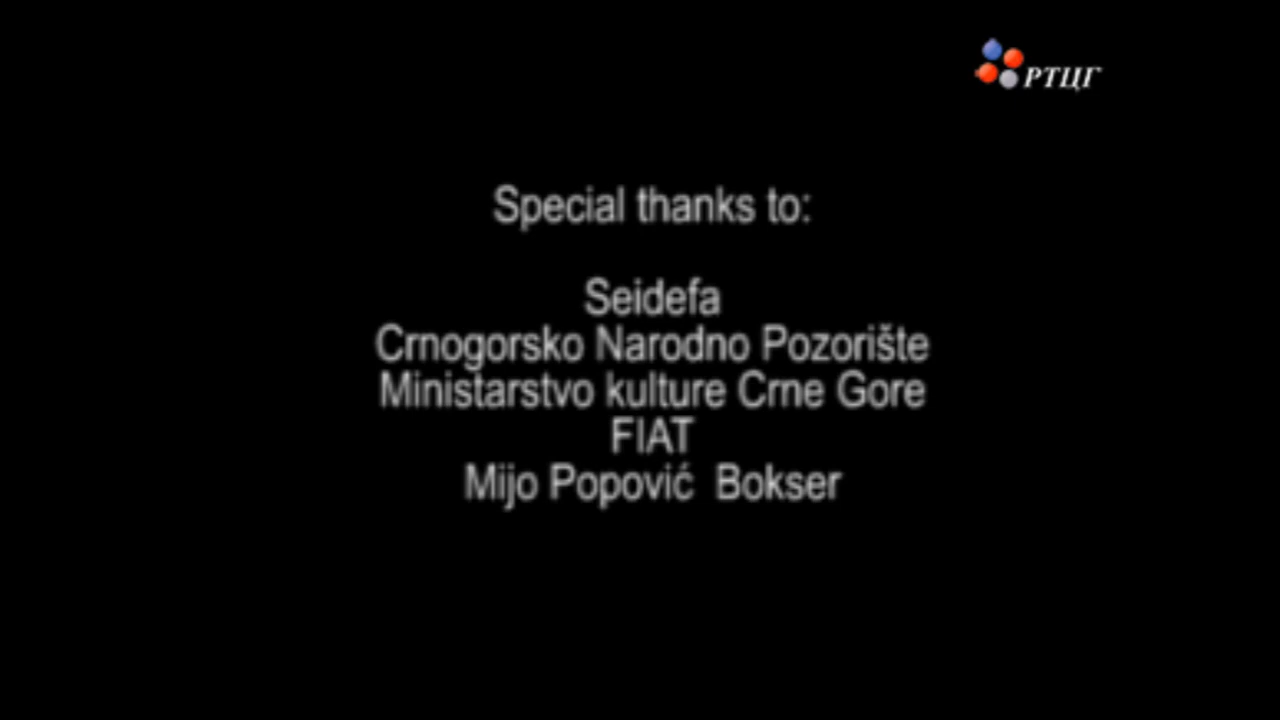 РТЦГ
Special thanks to:
Seidefa
Crnogorsko Narodno Pozorište
Ministarstvo kulture Crne Gore
FIAT
Mijo Popović  Bokser